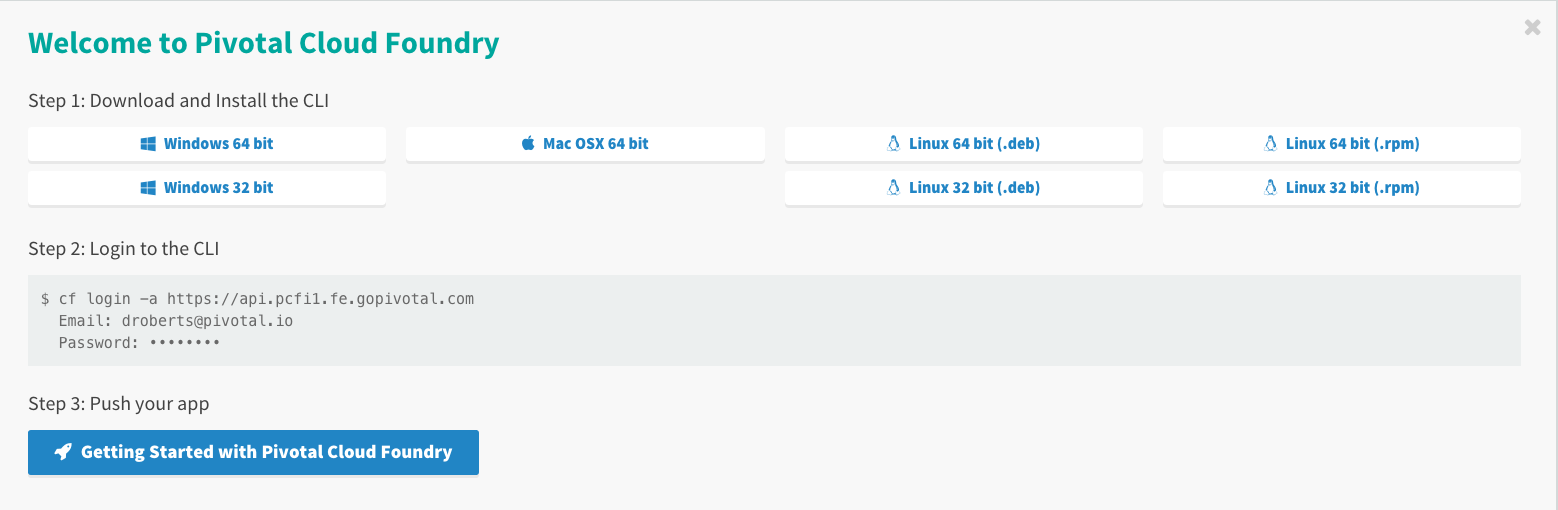 Welcome to Pivotal Cloud Foundry
Step 1: Download and Install the CLI
Windows 64 bit
Mac OSX 64 bit
Linux 64 bit (.deb)
Linux 64 bit (.rpm)
Windows 32 bit
Linux 32 bit (.deb)
Linux 32 bit (.rpm)
Step 2: Login to the CLI
$ cf login -a https://api.pcfi1.fe.gopivotal.com
Email: droberts@pivotal.io
Password: ••••••••
Step 3: Push your app
Getting Started with Pivotal Cloud Foundry